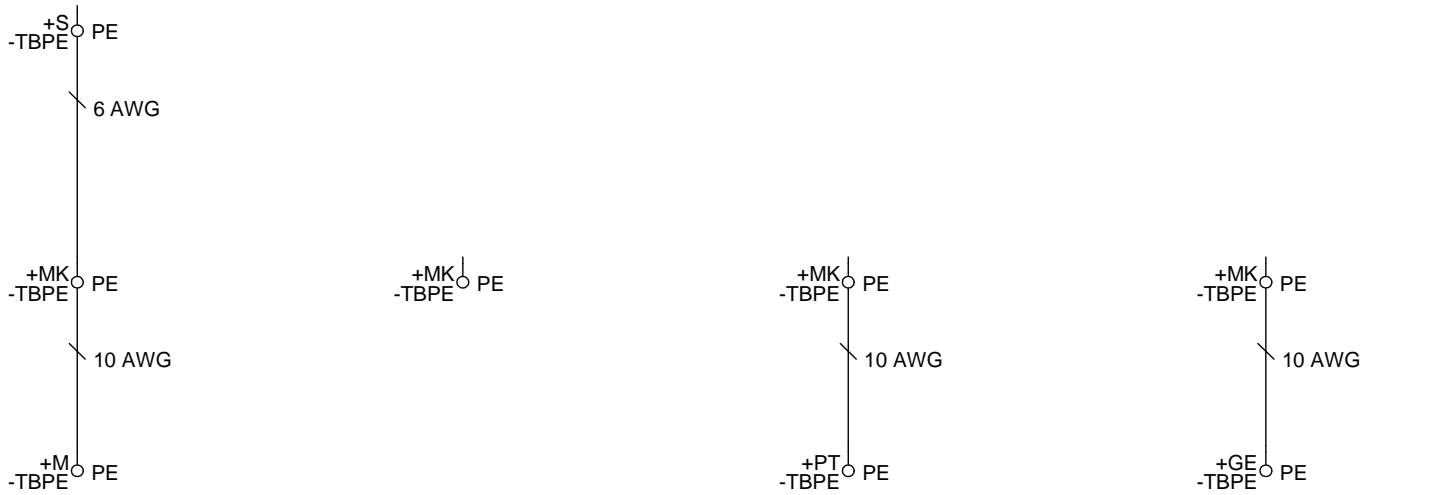 +S
-TBPE PE
6 AWG
+MK
-TBPE PE
+MK
-TBPE PE
+MK
-TBPE PE
+MK
-TBPE PE
10 AWG
10 AWG
10 AWG
+M
-TBPE PE
+PT
-TBPE PE
+GE
-TBPE PE